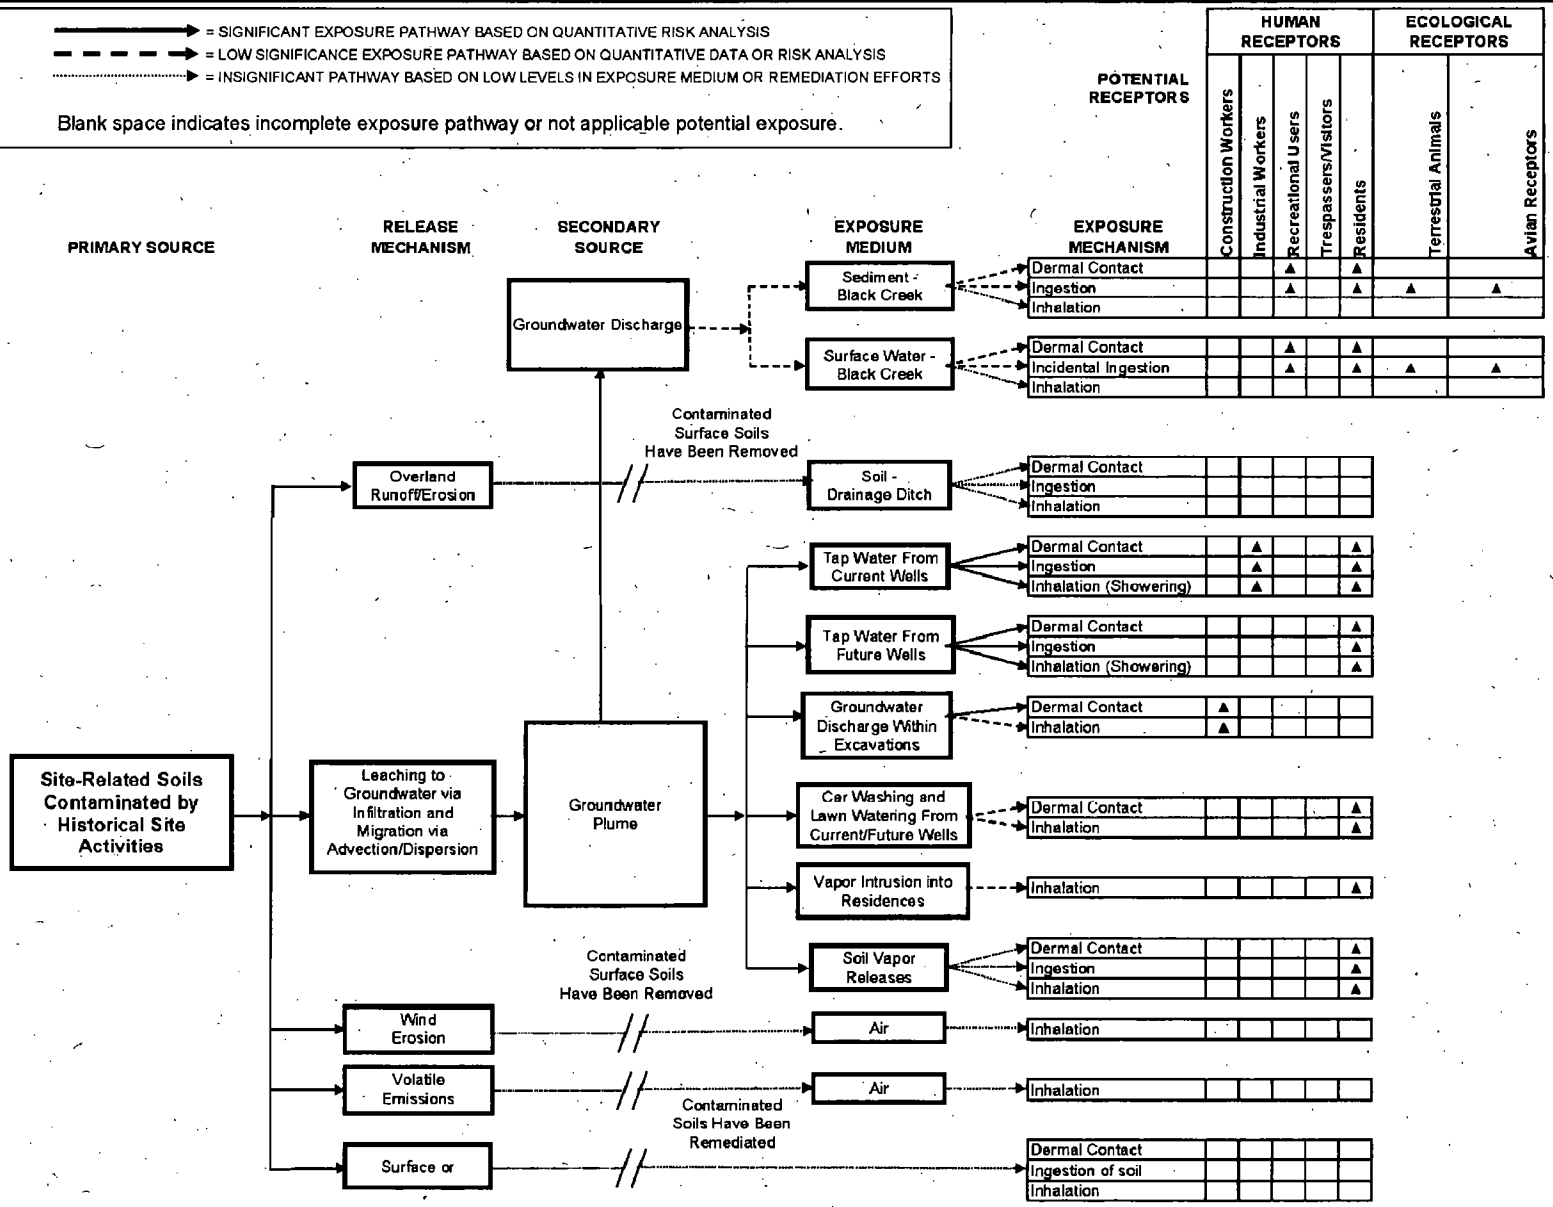 = SIGNIFICANT EXPOSURE PATHWAY BASED ON QUANTITATIVE RISK ANALYSIS
= LOW SIGNIFICANCE EXPOSURE PATHWAY BASED ON QUANTITATIVE DATA OR RISK ANALYSIS
= INSIGNIFICANT PATHWAY BASED ON LOW LEVELS IN EXPOSURE MEDIUM OR REMEDIATION EFFORTS
Blank space indicates incomplete exposure pathway or not applicable potential exposure.
HUMAN
RECEPTORS
ECOLOGICAL
RECEPTORS
POTENTIAL
RECEPTORS
Construction Workers
Industrial Workers
Recreational Users
Trespassers/Visitors
Residents
Terrestrial Animals
Avian Receptors
PRIMARY SOURCE
RELEASE
MECHANISM
SECONDARY
SOURCE
EXPOSURE
MEDIUM
EXPOSURE
MECHANISM
Groundwater Discharge
Sediment -
Black Creek
Dermal Contact
Ingestion
Inhalation
Surface Water -
Black Creek
Dermal Contact
Incidental Ingestion
Inhalation
Contaminated
Surface Soils
Have Been Removed
Overland
Runoff/Erosion
Soil -
Drainage Ditch
Dermal Contact
Ingestion
Inhalation
Tap Water From
Current Wells
Dermal Contact
Ingestion
Inhalation (Showering)
Tap Water From
Future Wells
Dermal Contact
Ingestion
Inhalation (Showering)
Groundwater
Discharge Within
Excavations
Dermal Contact
Inhalation
Site-Related Soils
Contaminated by
Historical Site
Activities
Leaching to
Groundwater via
Infiltration and
Migration via
Advection/Dispersion
Groundwater
Plume
Car Washing and
Lawn Watering From
Current/Future Wells
Dermal Contact
Inhalation
Vapor Intrusion into
Residences
Inhalation
Soil Vapor
Releases
Dermal Contact
Ingestion
Inhalation
Contaminated
Surface Soils
Have Been Removed
Wind
Erosion
Air
Inhalation
Volatile
Emissions
Air
Inhalation
Contaminated
Soils Have Been
Remediated
Surface or
Dermal Contact
Ingestion of soil
Inhalation